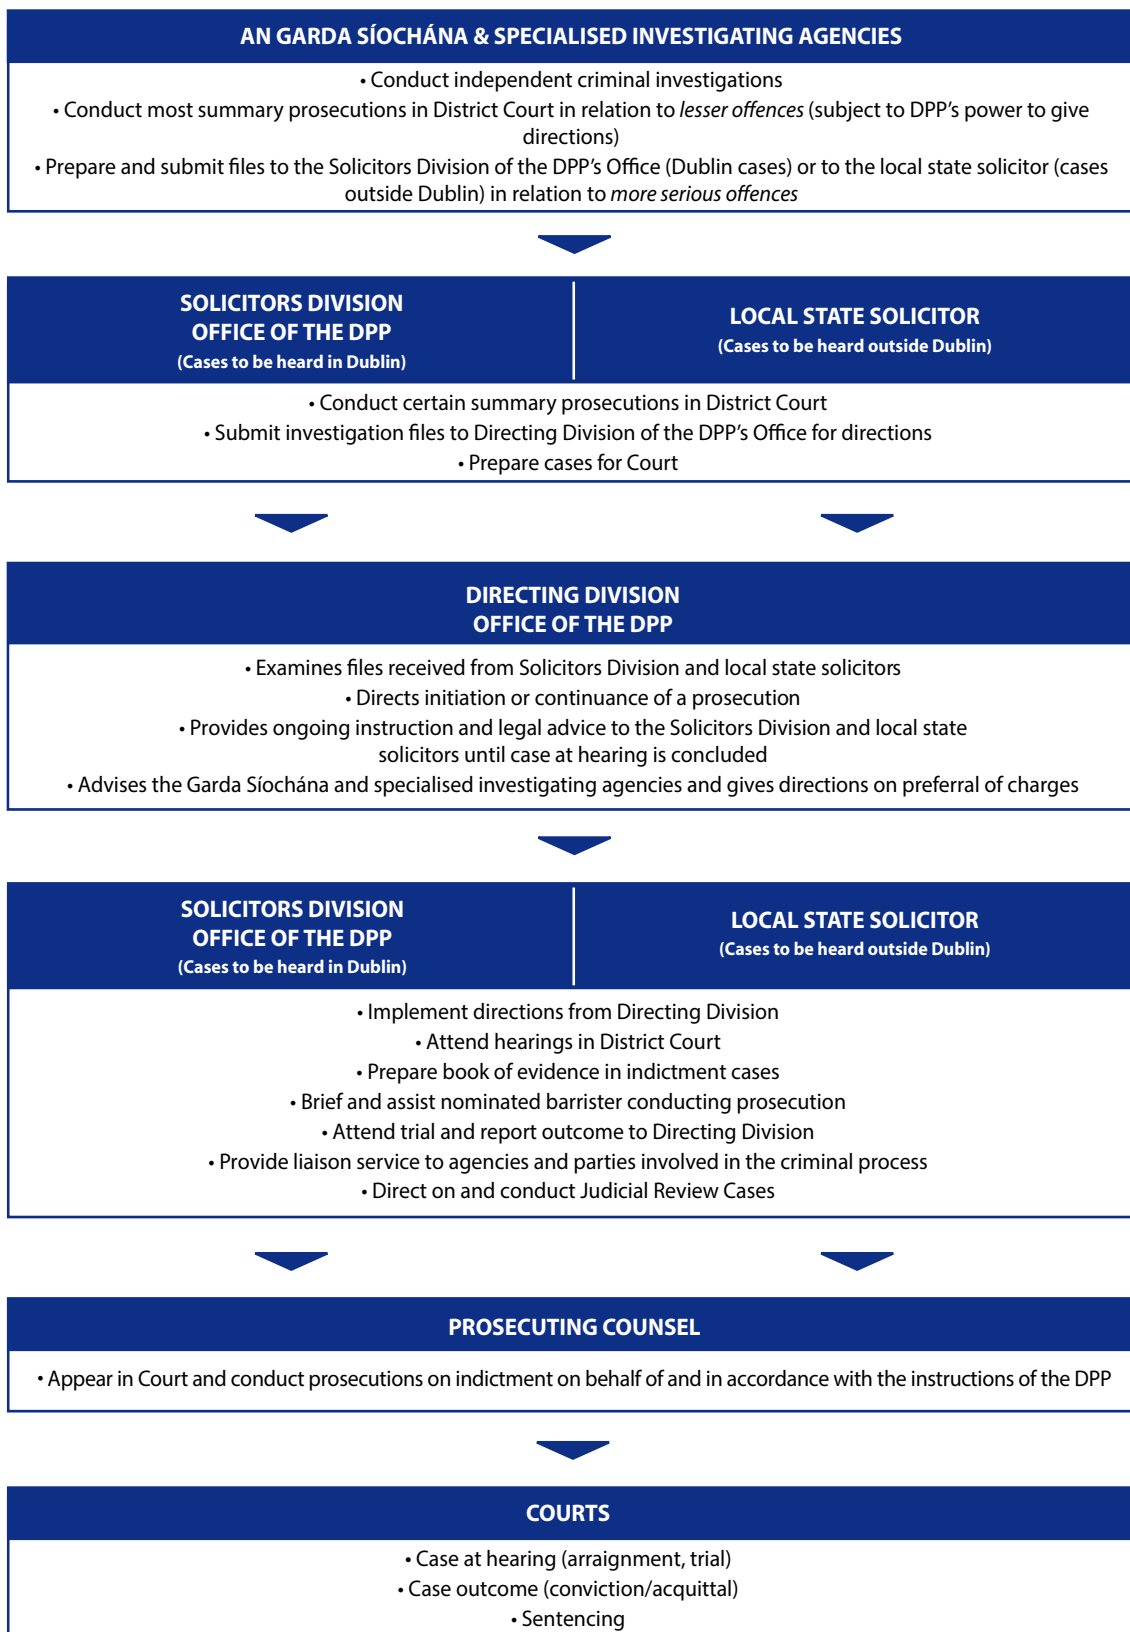 AN GARDA SÍOCHÁNA & SPECIALISED INVESTIGATING AGENCIES
• Conduct independent criminal investigations
• Conduct most summary prosecutions in District Court in relation to lesser offences (subject to DPP's power to give
directions)
• Prepare and submit files to the Solicitors Division of the DPP's Office (Dublin cases) or to the local state solicitor (cases
outside Dublin) in relation to more serious offences
SOLICITORS DIVISION
OFFICE OF THE DPP
(Cases to be heard in Dublin)
LOCAL STATE SOLICITOR
(Cases to be heard outside Dublin)
• Conduct certain summary prosecutions in District Court
• Submit investigation files to Directing Division of the DPP's Office for directions
• Prepare cases for Court
DIRECTING DIVISION
OFFICE OF THE DPP
• Examines files received from Solicitors Division and local state solicitors
• Directs initiation or continuance of a prosecution
• Provides ongoing instruction and legal advice to the Solicitors Division and local state
solicitors until case at hearing is concluded
• Advises the Garda Síochána and specialised investigating agencies and gives directions on preferral of charges
SOLICITORS DIVISION
OFFICE OF THE DPP
(Cases to be heard in Dublin)
LOCAL STATE SOLICITOR
(Cases to be heard outside Dublin)
• Implement directions from Directing Division
• Attend hearings in District Court
• Prepare book of evidence in indictment cases
• Brief and assist nominated barrister conducting prosecution
• Attend trial and report outcome to Directing Division
• Provide liaison service to agencies and parties involved in the criminal process
• Direct on and conduct Judicial Review Cases
PROSECUTING COUNSEL
• Appear in Court and conduct prosecutions on indictment on behalf of and in accordance with the instructions of the DPP
COURTS
• Case at hearing (arraignment, trial)
• Case outcome (conviction/acquittal)
• Sentencing